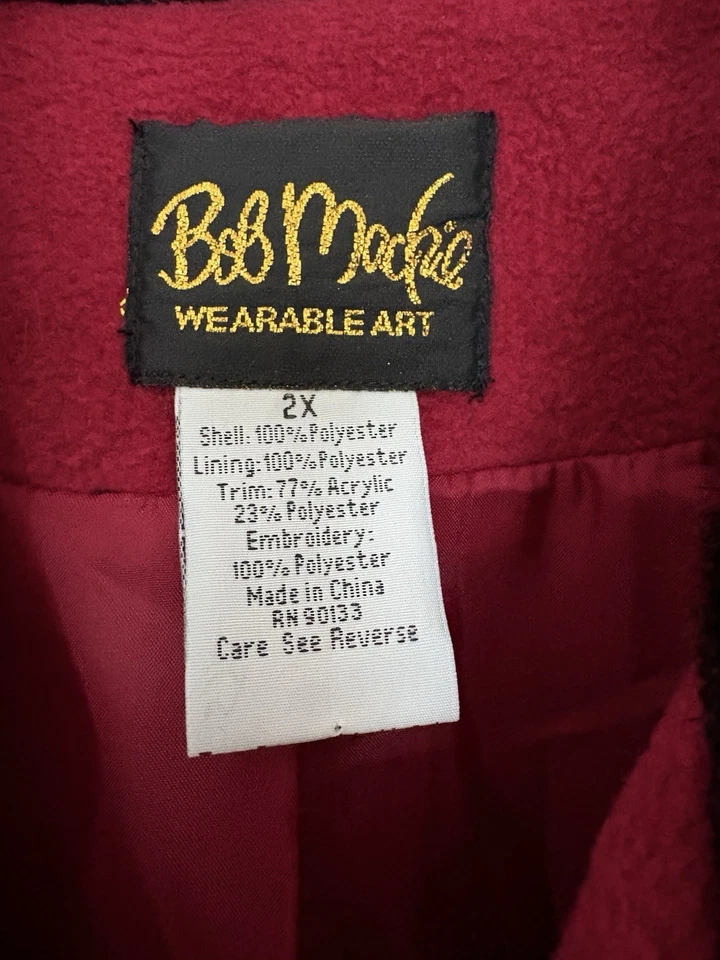 Bob Mackie
WEARABLE ART
2X
Shell: 100% Polyester
Lining: 100% Polyester
Trim: 77% Acrylic
23% Polyester
Embroidery:
100% Polyester
Made in China
RN 90133
Care See Reverse